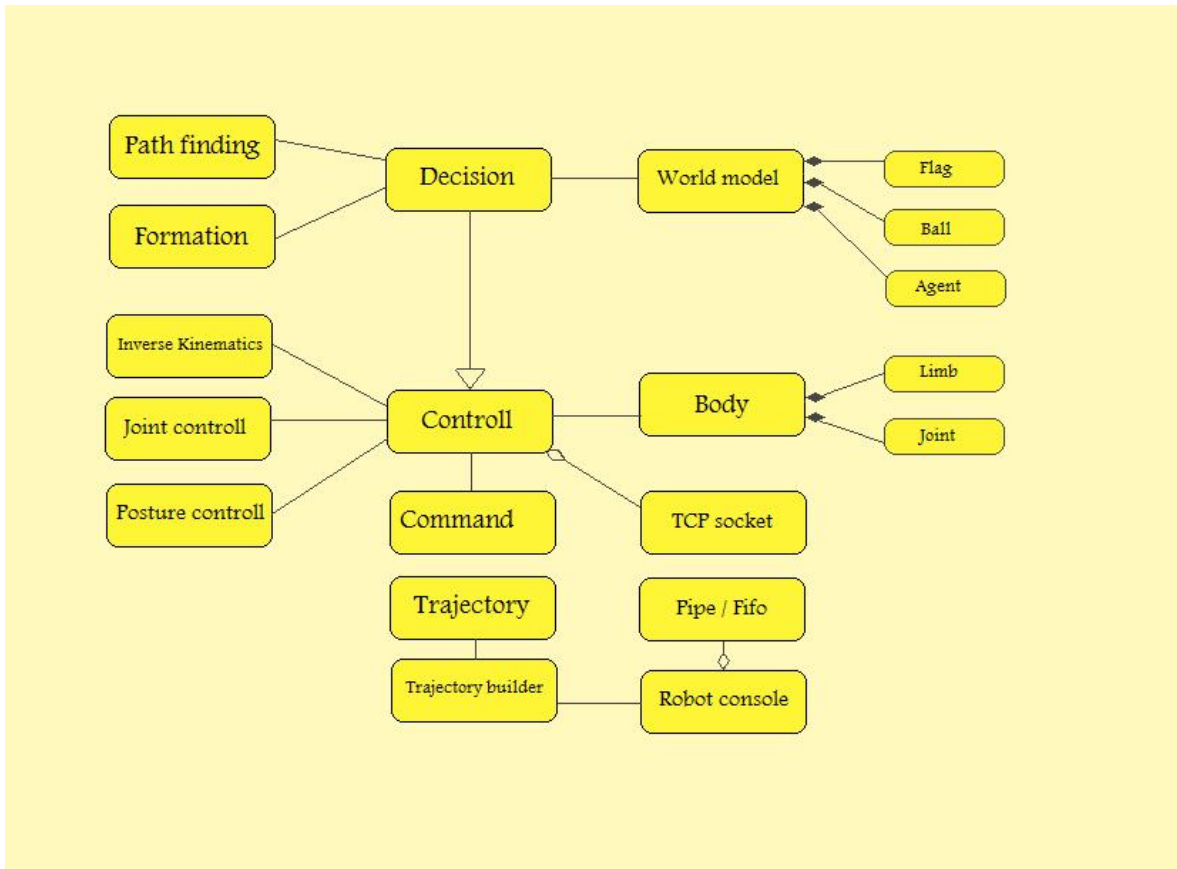 Path finding
Decision
World model
Flag
Formation
Ball
Agent
Inverse Kinematics
Limb
Joint controll
Controll
Body
Joint
Posture controll
Command
TCP socket
Trajectory
Pipe / Fifo
Trajectory builder
Robot console